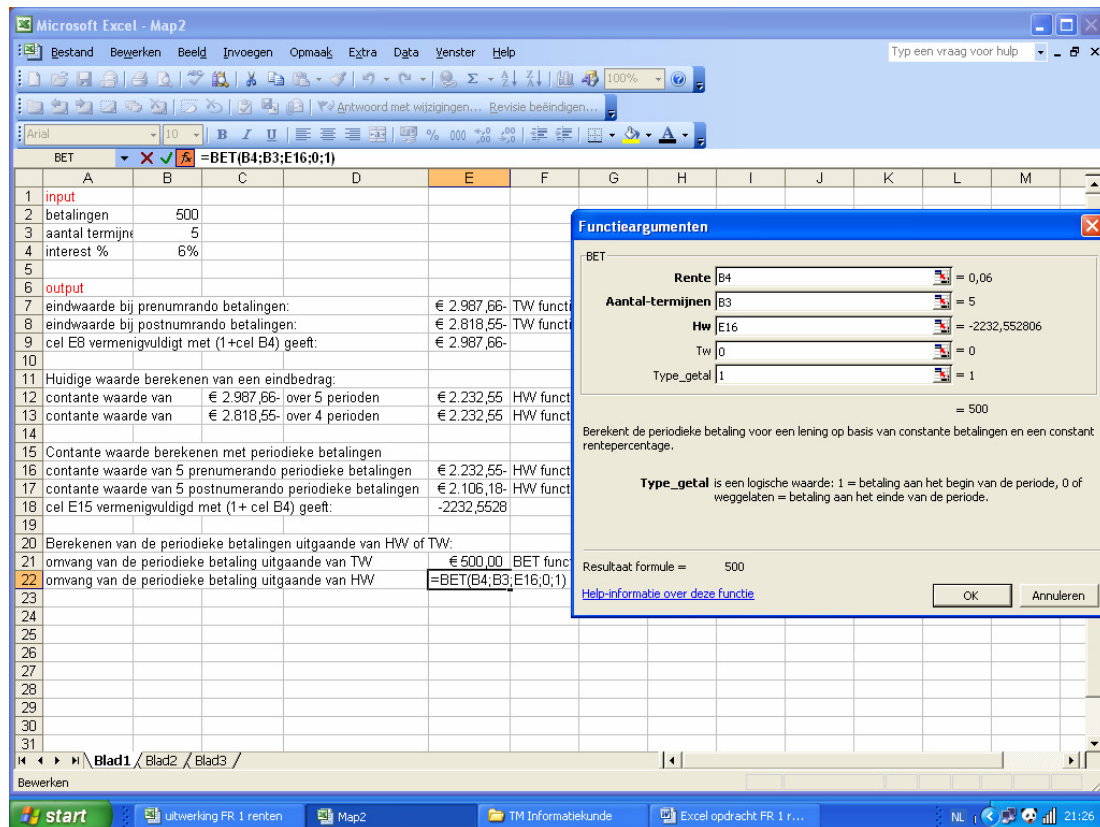 Microsoft Excel - Map2
Bestand Bewerken Beeld Invoegen Opmaak Extra Data Venster Help Typ een vraag voor hulp
100%
Antwoord met wijzigingen... Revisie beëindigen...
Arial 10 B I U % 000
BET =BET(B4;B3;E16;0;1)
A B C D E F G H I J K L M
1 input
2 betalingen 500
3 aantal termijne 5
4 interest % 6%
5
6 output
7 eindwaarde bij prenumrando betalingen: € 2.987,66- TW functi
8 eindwaarde bij postnumrando betalingen: € 2.818,55- TW functi
9 cel E8 vermenigvuldigt met (1+cel B4) geeft: € 2.987,66-
10
11 Huidige waarde berekenen van een eindbedrag:
12 contante waarde van € 2.987,66- over 5 perioden € 2.232,55 HW funct
13 contante waarde van € 2.818,55- over 4 perioden € 2.232,55 HW funct
14
15 Contante waarde berekenen met periodieke betalingen
16 contante waarde van 5 prenumerando periodieke betalingen € 2.232,55- HW funct
17 contante waarde van 5 postnumerando periodieke betalingen € 2.106,18- HW funct
18 cel E15 vermenigvuldigd met (1+ cel B4) geeft: -2232,5528
19
20 Berekenen van de periodieke betalingen uitgaande van HW of TW:
21 omvang van de periodieke betaling uitgaande van TW € 500,00 BET func
22 omvang van de periodieke betaling uitgaande van HW =BET(B4;B3;E16;0;1)
23
24
25
26
27
28
29
30
31
Functieargumenten
BET
Rente B4 = 0,06
Aantal-termijnen B3 = 5
Hw E16 = -2232,552806
Tw 0 = 0
Type_getal 1 = 1
= 500
Berekent de periodieke betaling voor een lening op basis van constante betalingen en een constant
rentepercentage.
Type_getal is een logische waarde: 1 = betaling aan het begin van de periode, 0 of
weggelaten = betaling aan het einde van de periode.
Resultaat formule = 500
Help-informatie over deze functie OK Annuleren
Blad1 Blad2 Blad3
Bewerken
start uitwerking FR 1 renten Map2 TM Informatiekunde Excel opdracht FR 1 r... NL 21:26